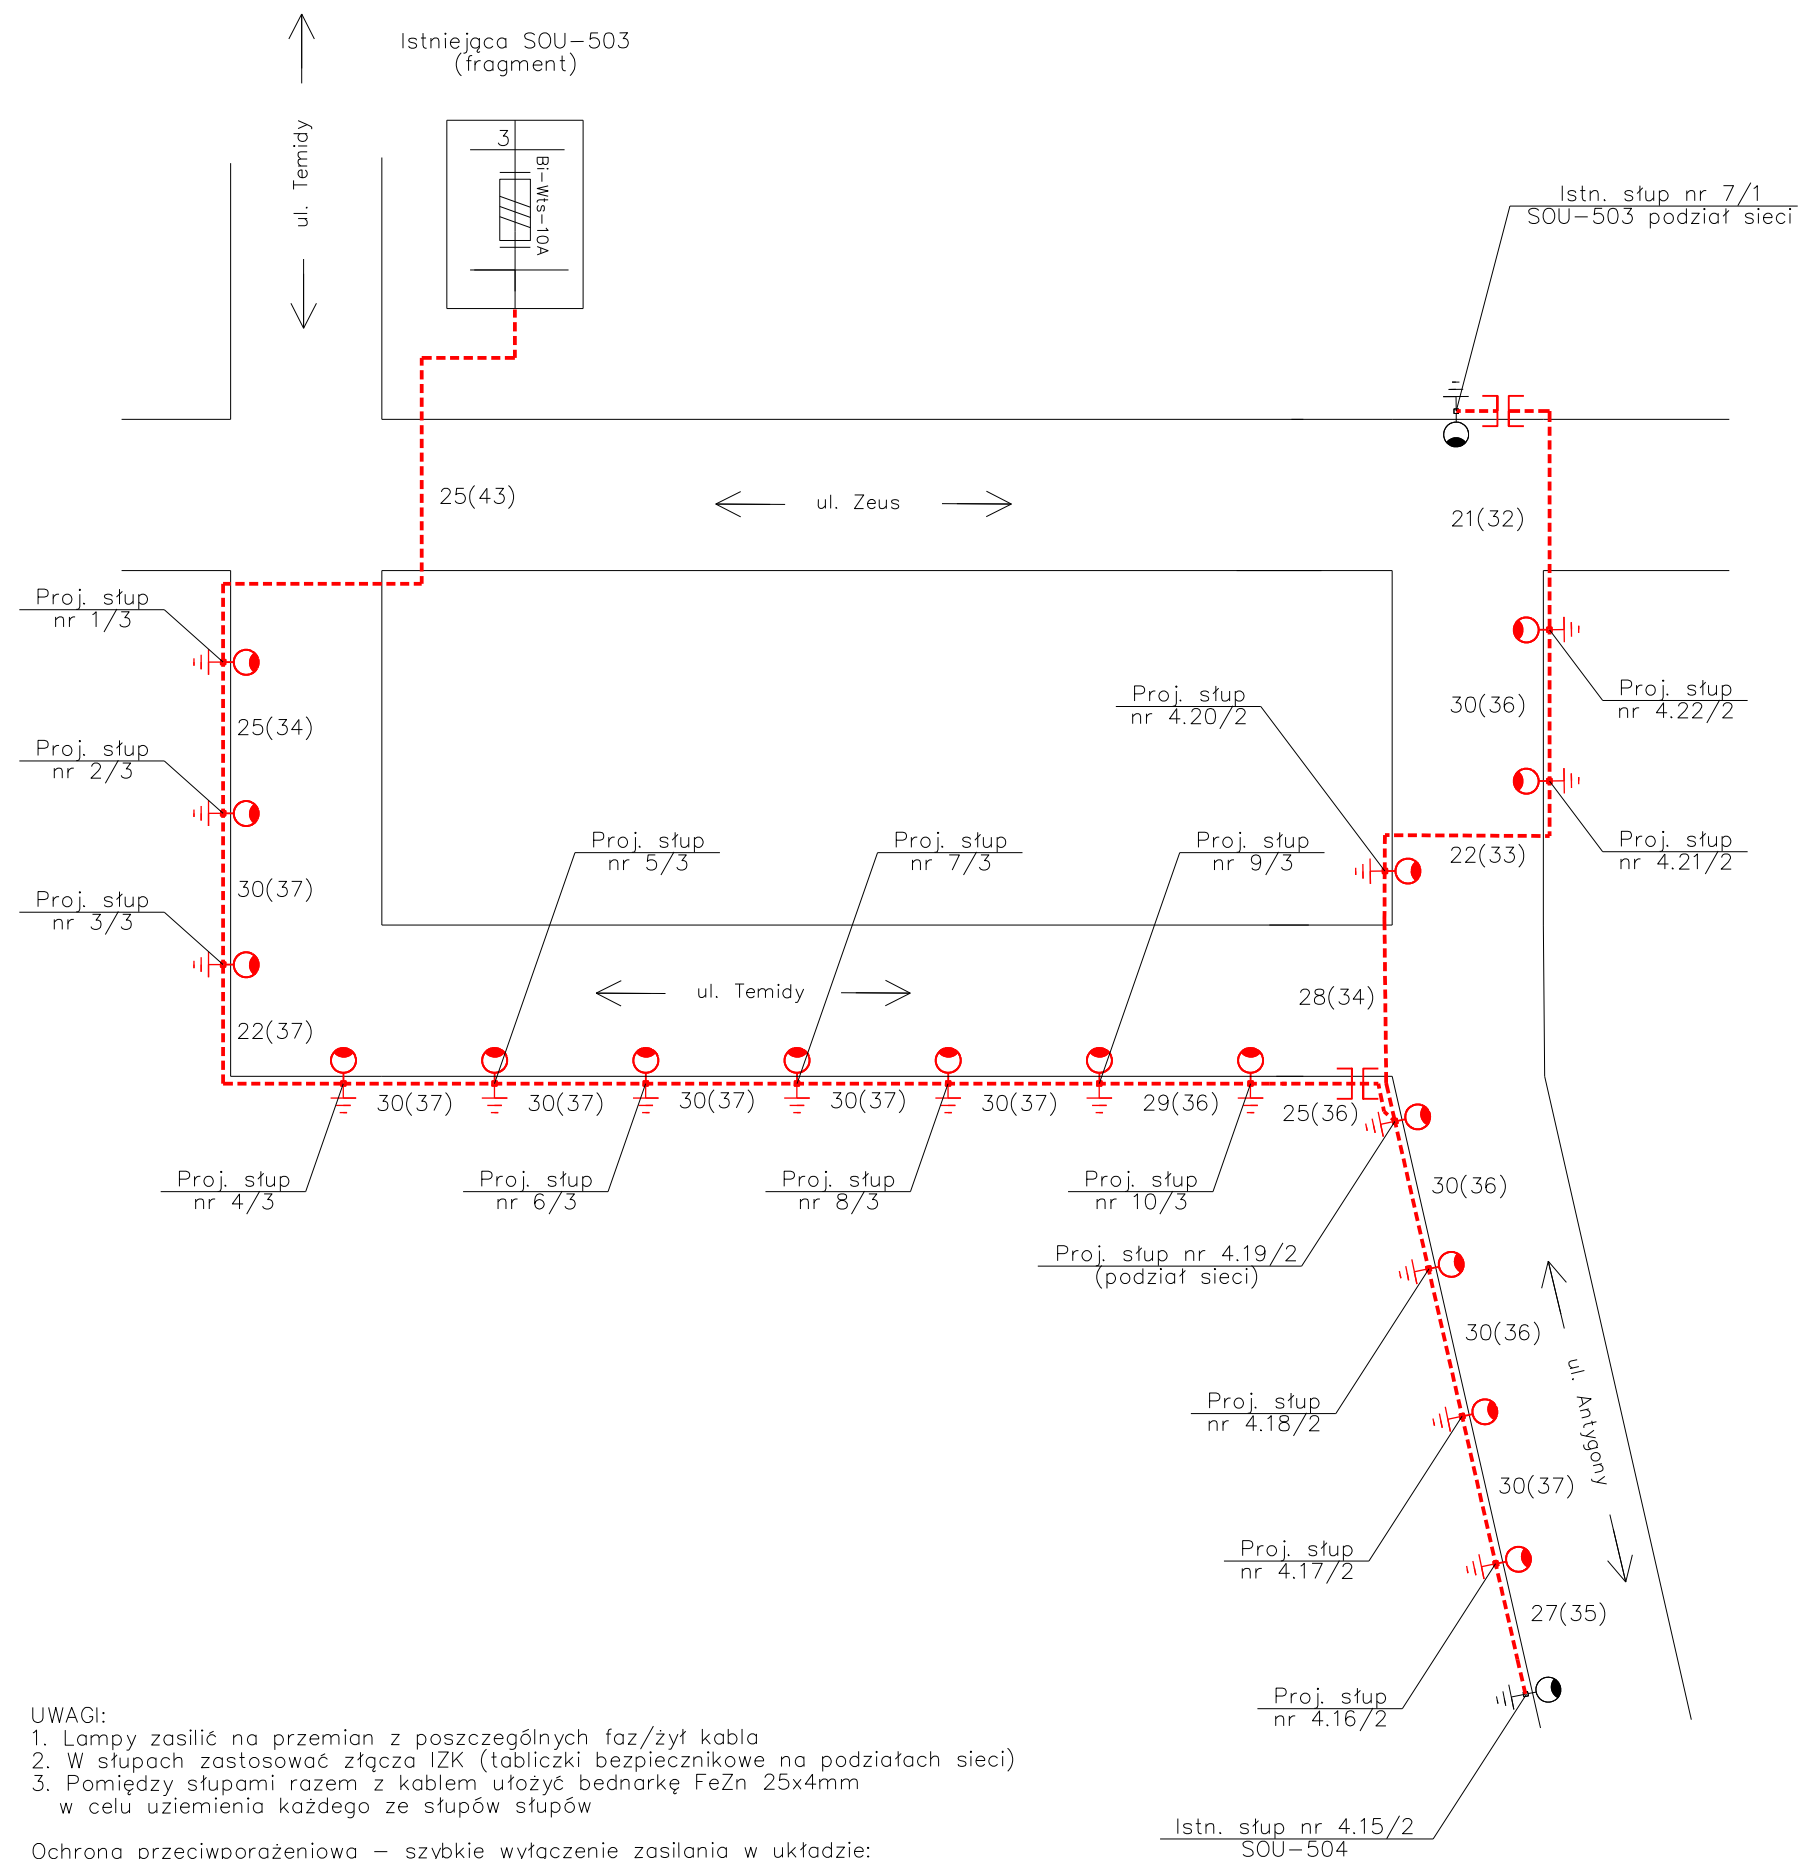 Istniejąca SOU-503
(fragment)
ul. Temidy
3
Bi-Wts-10A
Istn. słup nr 7/1
SOU-503 podział sieci
25(43)
ul. Zeus
21(32)
Proj. słup
nr 1/3
25(34)
Proj. słup
nr 2/3
30(37)
Proj. słup
nr 3/3
22(37)
Proj. słup
nr 4.20/2
30(36)
Proj. słup
nr 4.22/2
Proj. słup
nr 5/3
Proj. słup
nr 7/3
Proj. słup
nr 9/3
22(33)
Proj. słup
nr 4.21/2
ul. Temidy
28(34)
30(37)
30(37)
30(37)
30(37)
30(37)
29(36)
25(36)
Proj. słup
nr 4/3
Proj. słup
nr 6/3
Proj. słup
nr 8/3
Proj. słup
nr 10/3
30(36)
Proj. słup nr 4.19/2
(podział sieci)
30(36)
ul. Antygony
Proj. słup
nr 4.18/2
30(37)
Proj. słup
nr 4.17/2
27(35)
Proj. słup
nr 4.16/2
Istn. słup nr 4.15/2
SOU-504
UWAGI:
1. Lampy zasilić na przemian z poszczególnych faz/żył kabla
2. W słupach zastosować złącza IZK (tabliczki bezpiecznikowe na podziałach sieci)
3. Pomiędzy słupami razem z kablem ułożyć bednarkę FeZn 25x4mm
w celu uziemienia każdego ze słupów słupów
Ochrona przeciwporażeniowa – szybkie wyłączenie zasilania w układzie: